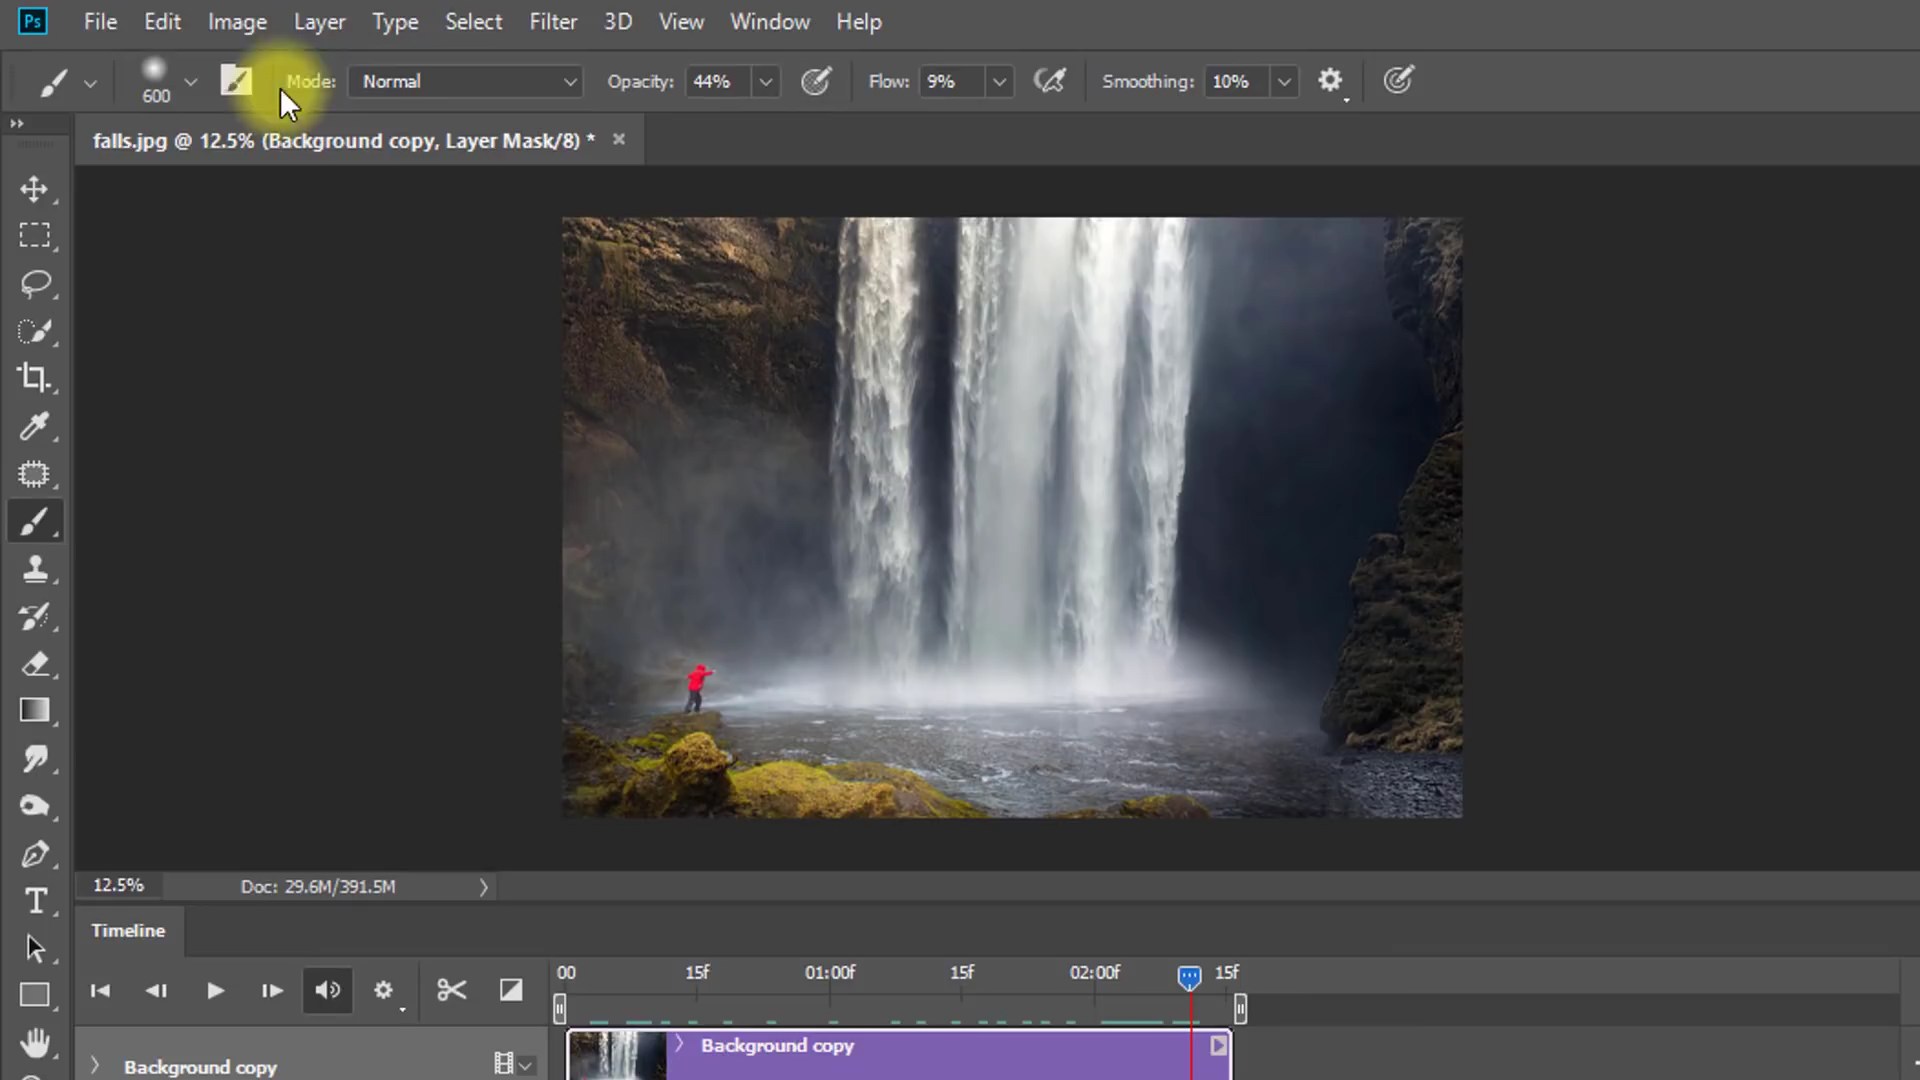 Ps File Edit Image Layer Type Select Filter 3D View Window Help
600 Mode: Normal Opacity: 44% Flow: 9% Smoothing: 10%
falls.jpg @ 12.5% (Background copy, Layer Mask/8) * ×
12.5% Doc: 29.6M/391.5M
Timeline
00 15f 01:00f 15f 02:00f 15f
Background copy
Background copy